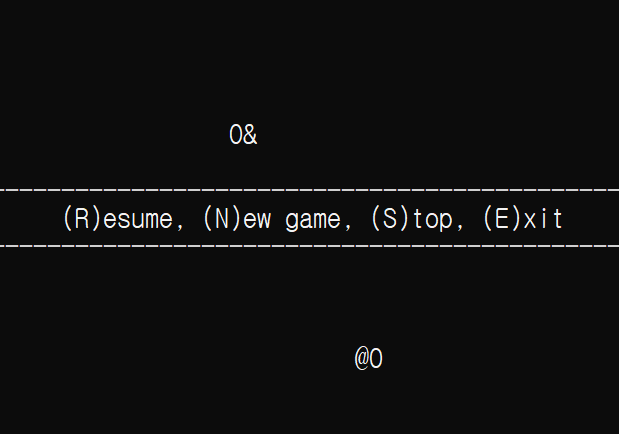 O&
(R)esume, (N)ew game, (S)top, (E)xit
@O